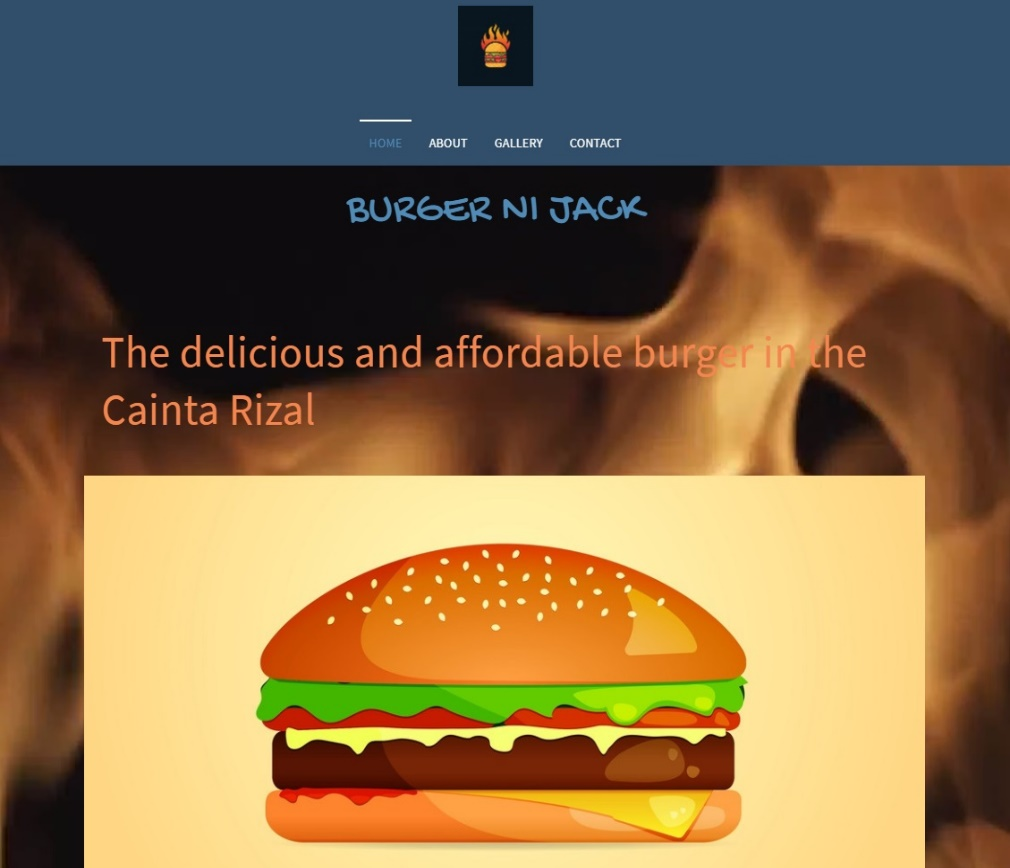 HOME ABOUT GALLERY CONTACT
BURGER NI JACK
The delicious and affordable burger in the
Cainta Rizal